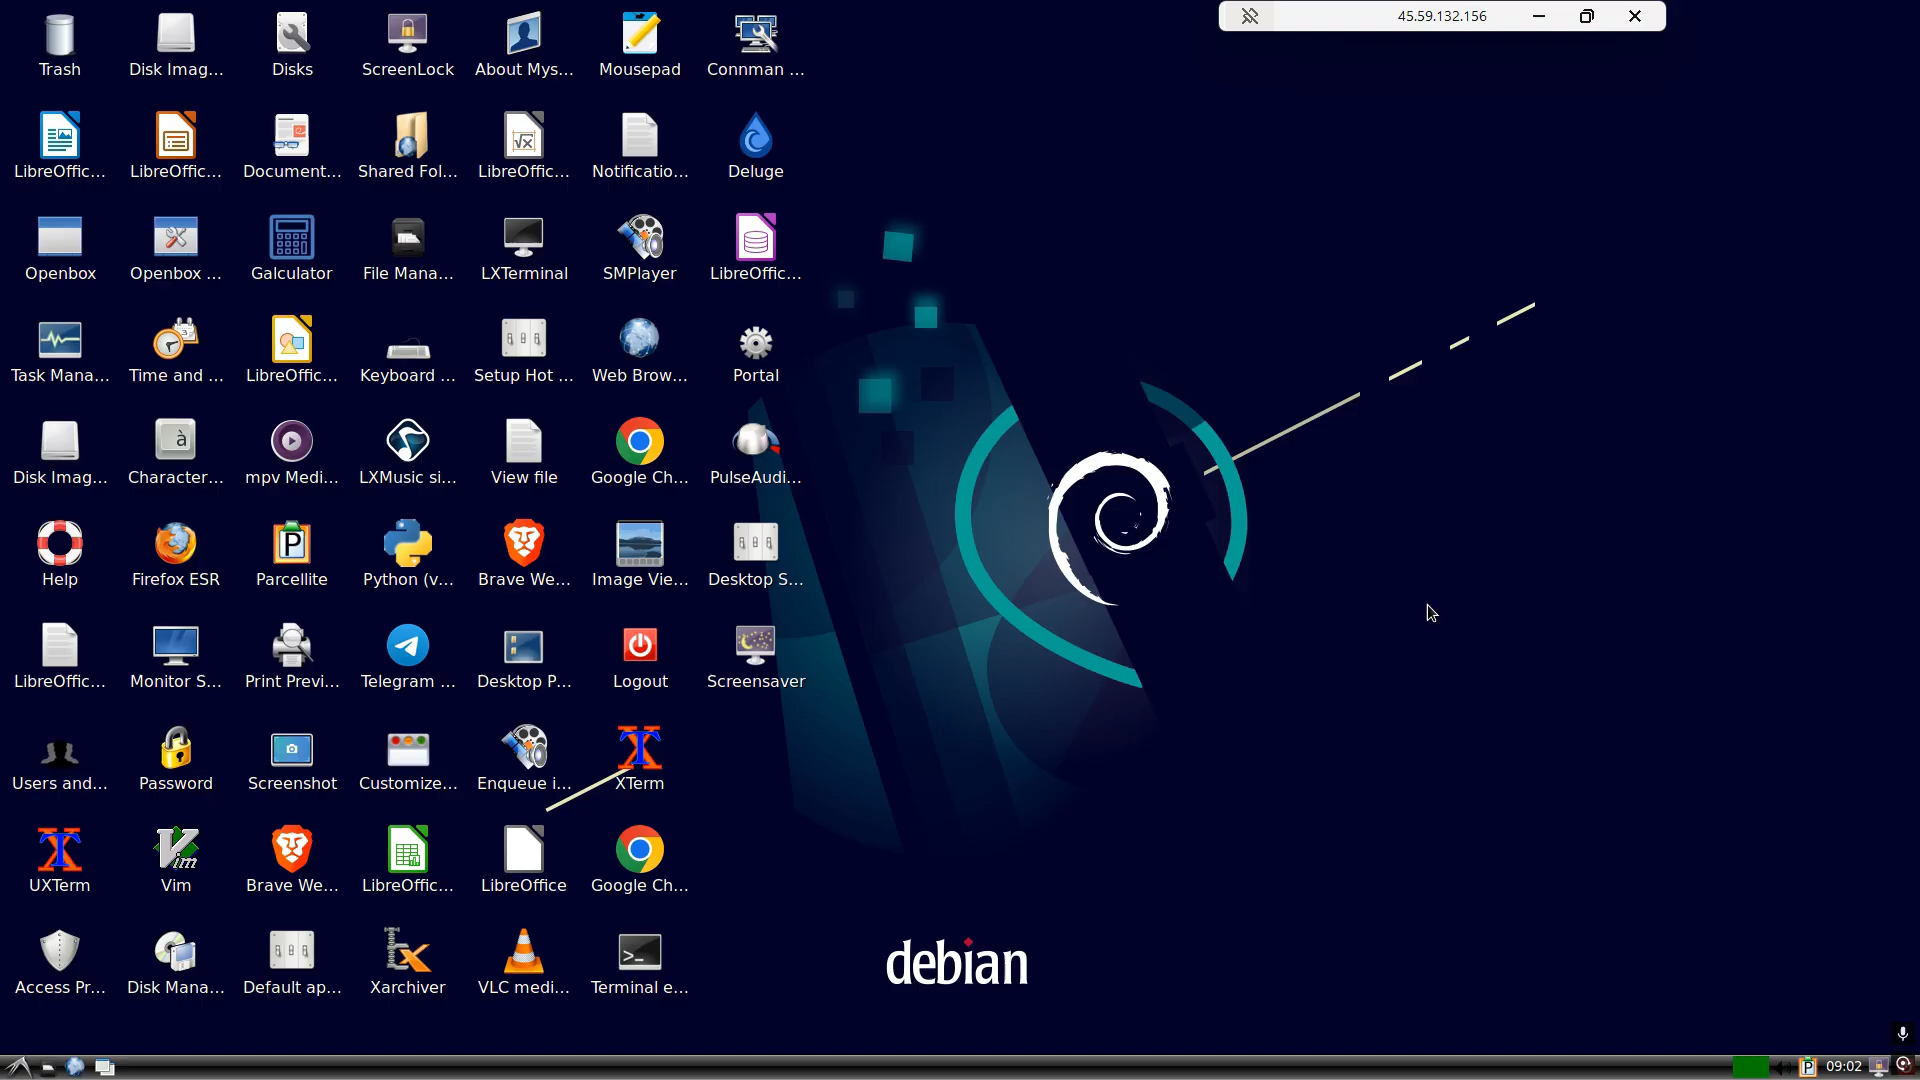 45.59.132.156
Trash
Disk Imag...
Disks
ScreenLock
About Mys...
Mousepad
Connman ...
LibreOffic...
LibreOffic...
Document...
Shared Fol...
LibreOffic...
Notificatio...
Deluge
Openbox
Openbox ...
Galculator
File Mana...
LXTerminal
SMPlayer
LibreOffic...
Task Mana...
Time and ...
LibreOffic...
Keyboard ...
Setup Hot ...
Web Brow...
Portal
Disk Imag...
Character...
mpv Medi...
LXMusic si...
View file
Google Ch...
PulseAudi...
Help
Firefox ESR
Parcellite
Python (v...
Brave We...
Image Vie...
Desktop S...
LibreOffic...
Monitor S...
Print Previ...
Telegram ...
Desktop P...
Logout
Screensaver
Users and...
Password
Screenshot
Customize...
Enqueue i...
XTerm
UXTerm
Vim
Brave We...
LibreOffic...
LibreOffice
Google Ch...
Access Pr...
Disk Mana...
Default ap...
Xarchiver
VLC medi...
Terminal e...
debian
09:02